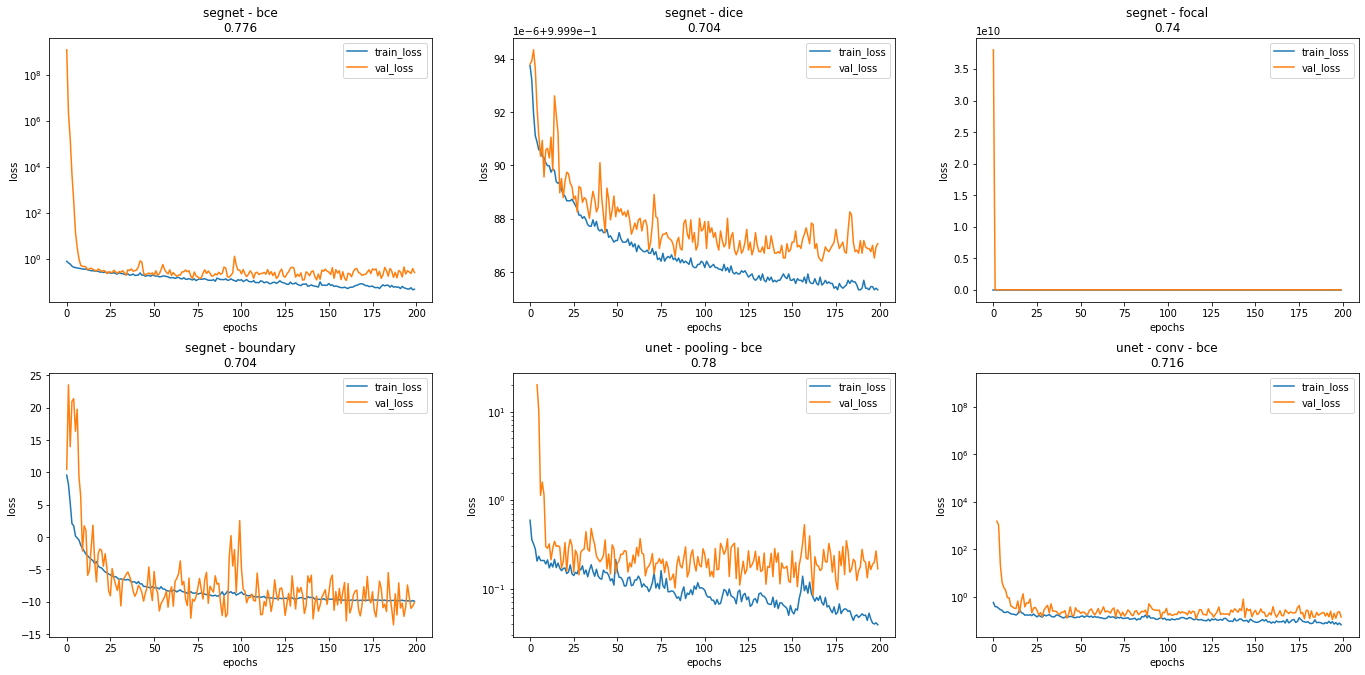 segnet - bce
0.776
10^8
10^6
10^4
10^2
10^0
loss
0 25 50 75 100 125 150 175 200
epochs
train_loss
val_loss
segnet - dice
0.704
1e-6+9.999e-1
94
92
90
88
86
loss
0 25 50 75 100 125 150 175 200
epochs
train_loss
val_loss
segnet - focal
0.74
1e10
3.5
3.0
2.5
2.0
1.5
1.0
0.5
0.0
loss
0 25 50 75 100 125 150 175 200
epochs
train_loss
val_loss
segnet - boundary
0.704
25
20
15
10
5
0
−5
−10
−15
loss
0 25 50 75 100 125 150 175 200
epochs
train_loss
val_loss
unet - pooling - bce
0.78
10^1
10^0
10^−1
loss
0 25 50 75 100 125 150 175 200
epochs
train_loss
val_loss
unet - conv - bce
0.716
10^8
10^6
10^4
10^2
10^0
loss
0 25 50 75 100 125 150 175 200
epochs
train_loss
val_loss